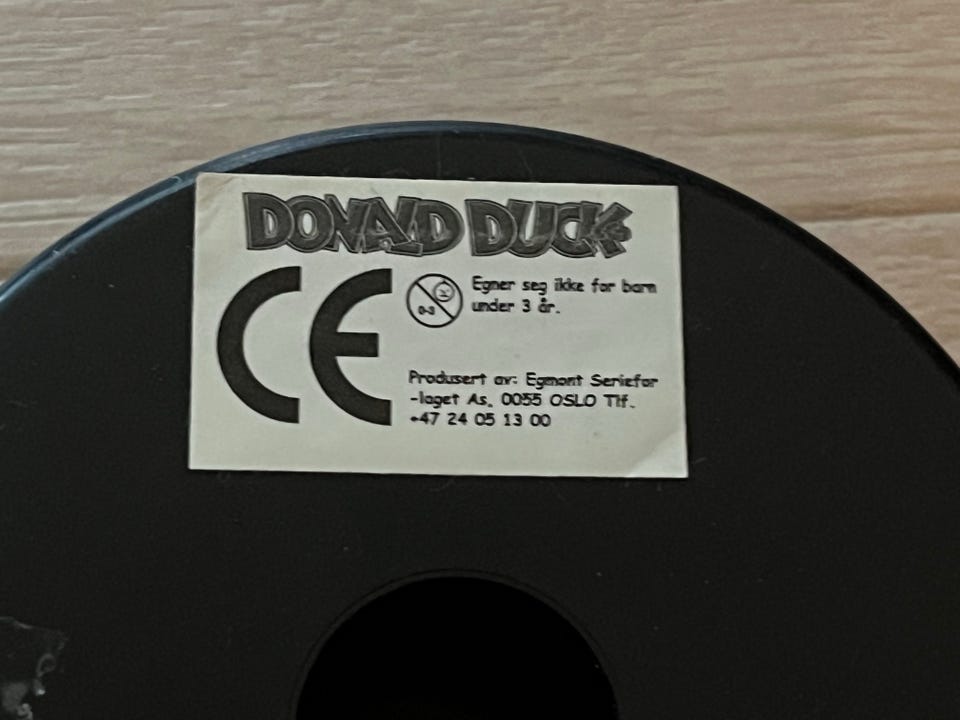 DONALD DUCK
CE
0-3
Egner seg ikke for barn
under 3 år.
Produsert av: Egmont Seriefor
-laget As. 0055 OSLO Tlf.
+47 24 05 13 00